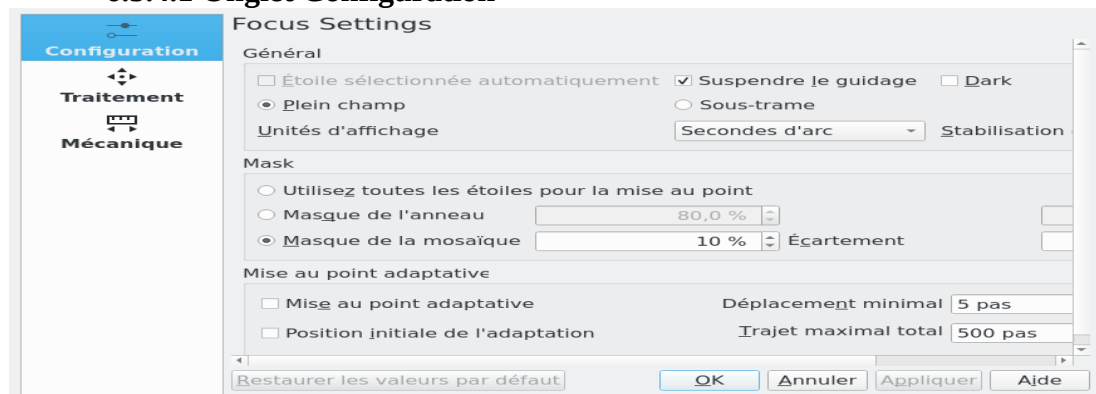 Focus Settings
Configuration
Général
Étoile sélectionnée automatiquement Suspendre le guidage Dark
Traitement
Plein champ Sous-trame
Unités d'affichage Secondes d'arc Stabilisation
Mécanique
Mask
Utilisez toutes les étoiles pour la mise au point
Masque de l'anneau 80,0 %
Masque de la mosaïque 10 % Écartement
Mise au point adaptative
Mise au point adaptative Déplacement minimal 5 pas
Position initiale de l'adaptation Trajet maximal total 500 pas
Restaurer les valeurs par défaut OK Annuler Appliquer Aide